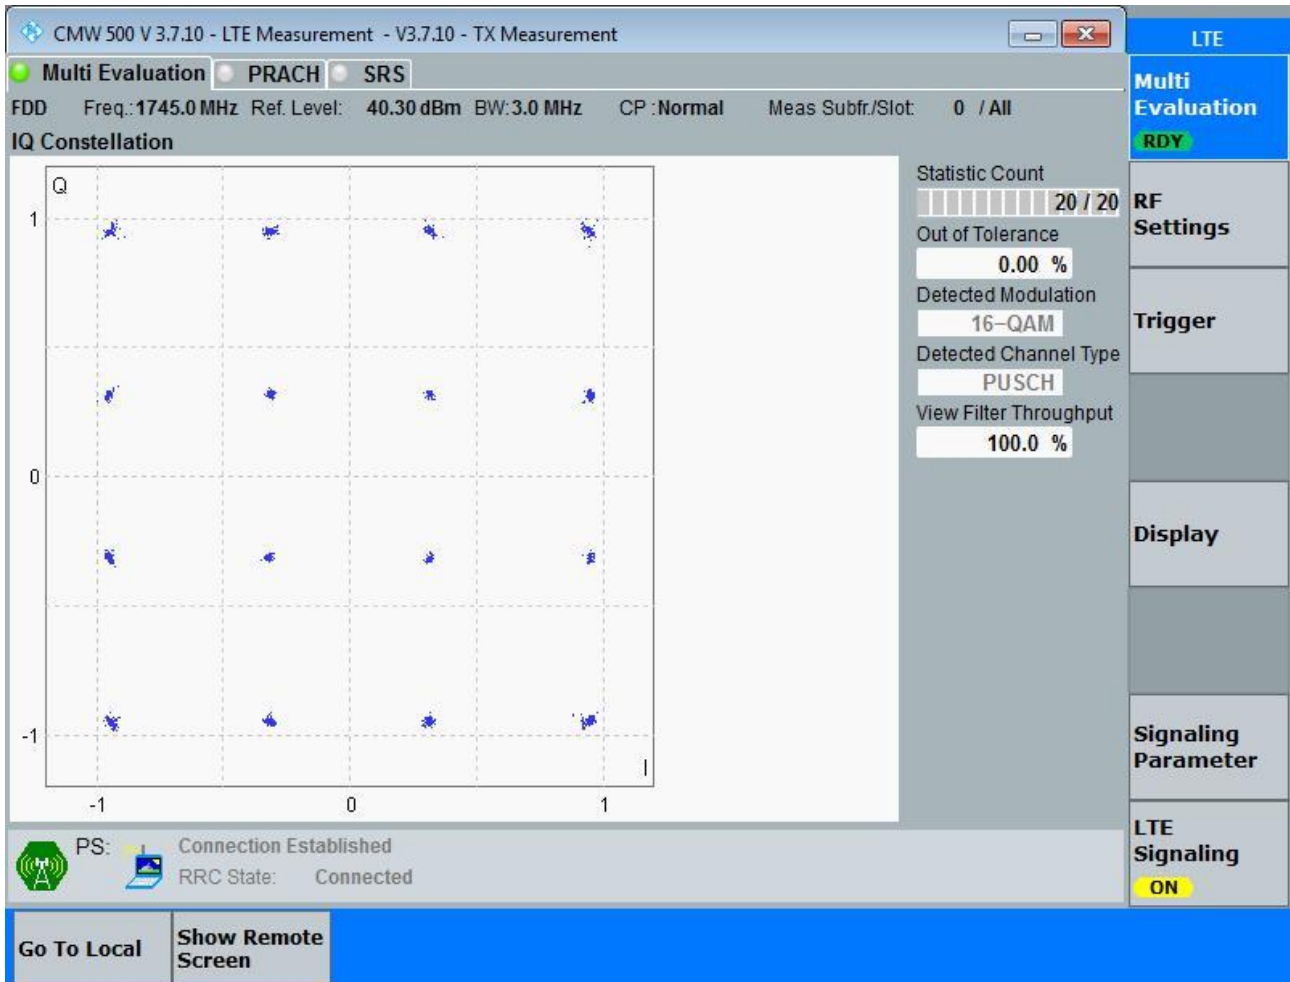 CMW 500 V 3.7.10 - LTE Measurement - V3.7.10 - TX Measurement
LTE
Multi Evaluation PRACH SRS
Multi
Evaluation
RDY
FDD Freq.:1745.0 MHz Ref. Level: 40.30 dBm BW:3.0 MHz CP :Normal Meas Subfr./Slot: 0 / All
IQ Constellation
Q
1
0
-1
I
-1 0 1
Statistic Count
20 / 20
Out of Tolerance
0.00 %
Detected Modulation
16-QAM
Detected Channel Type
PUSCH
View Filter Throughput
100.0 %
RF
Settings
Trigger
Display
Signaling
Parameter
LTE
Signaling
ON
PS: Connection Established
RRC State: Connected
Go To Local
Show Remote
Screen